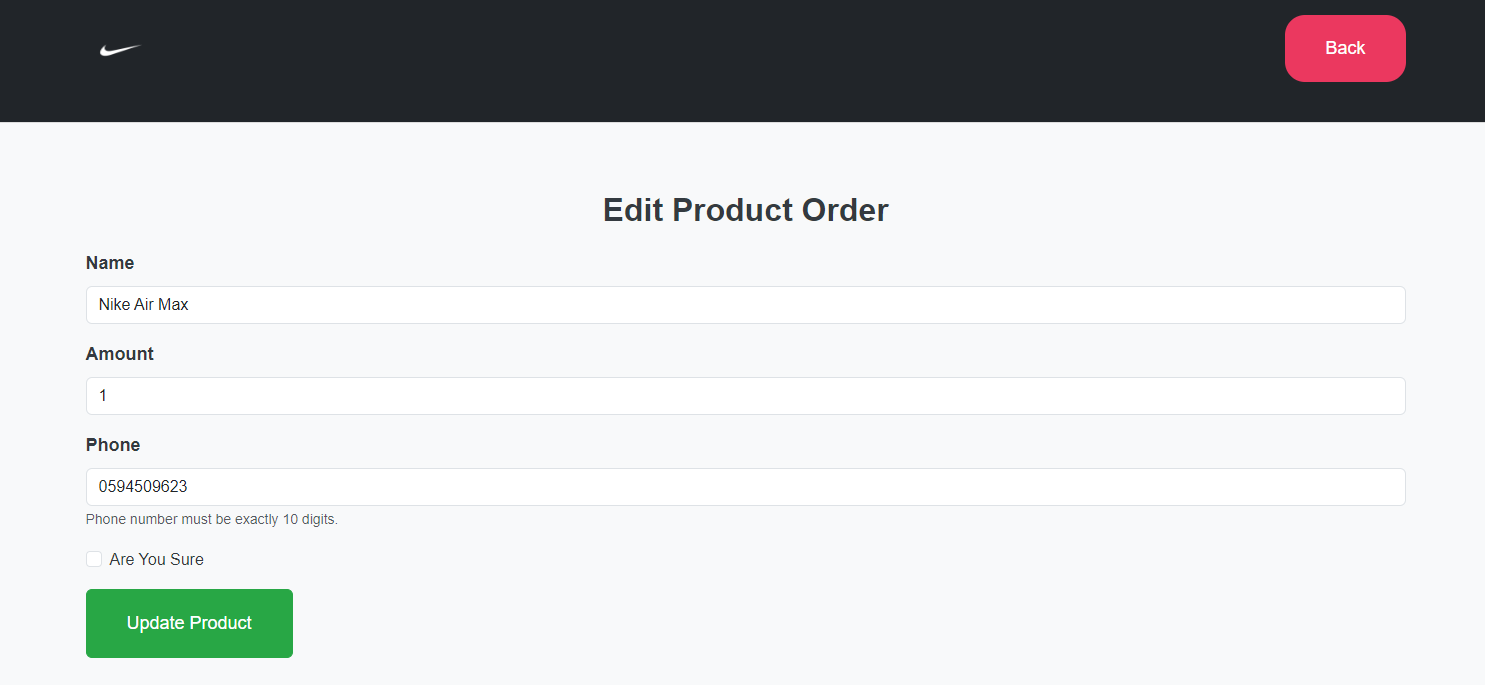 Back
Edit Product Order
Name
Nike Air Max
Amount
1
Phone
0594509623
Phone number must be exactly 10 digits.
Are You Sure
Update Product